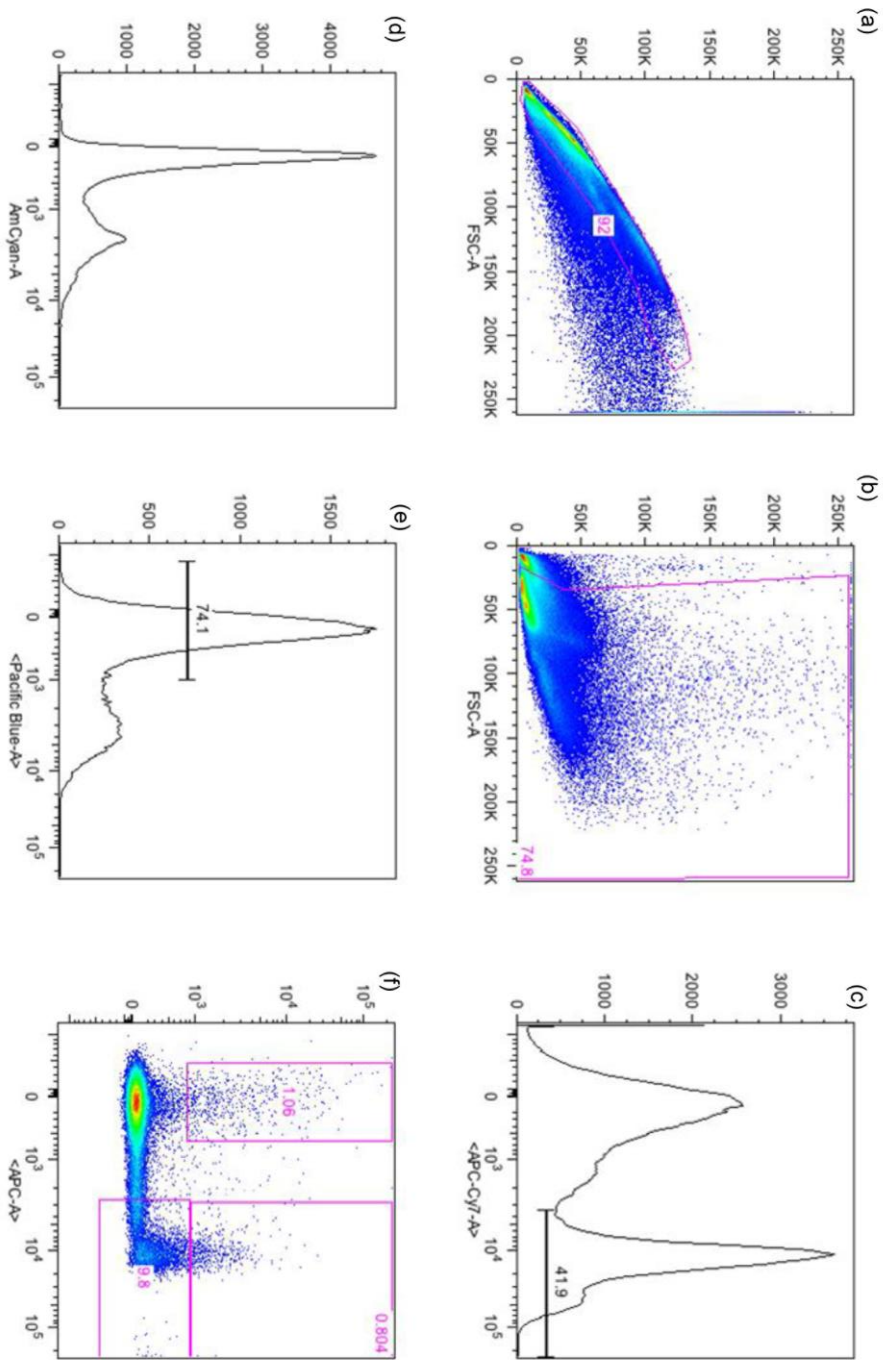 (a)
250K
200K
150K
100K
50K
0
92
0 50K 100K 150K 200K 250K
FSC-A
(b)
250K
200K
150K
100K
50K
0
74.8
0 50K 100K 150K 200K 250K
FSC-A
(c)
3000
2000
1000
0
41.9
0 10³ 10⁴ 10⁵
<APC-Cy7-A>
(d)
4000
3000
2000
1000
0
0 10³ 10⁴ 10⁵
AmCyan-A
(e)
1500
1000
500
0
74.1
0 10³ 10⁴ 10⁵
<Pacific Blue-A>
(f)
10⁵
10⁴
10³
0
1.06
0.804
9.8
0 10³ 10⁴ 10⁵
<APC-A>